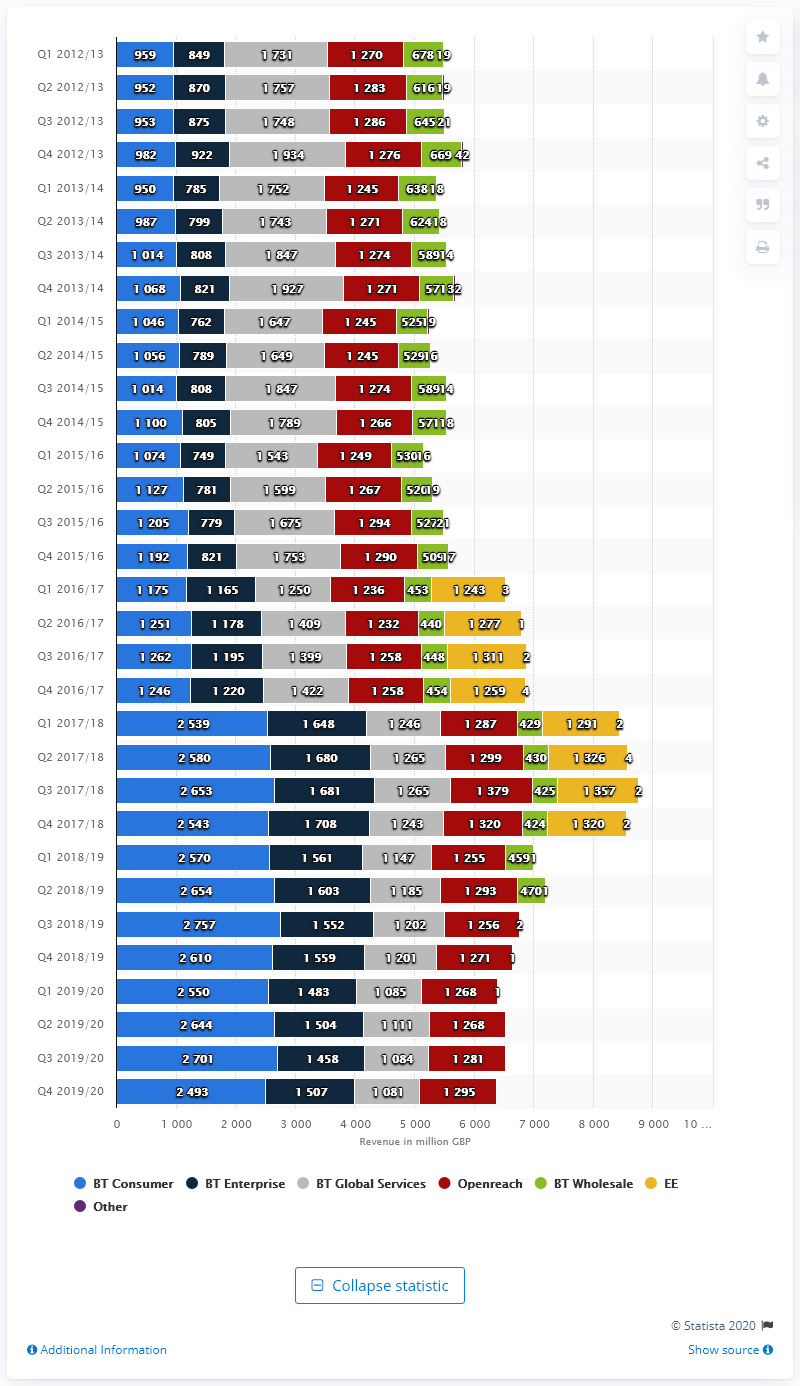 Q1 2012/13 959 849 1 731 1 270 678 19
Q2 2012/13 952 870 1 757 1 283 616 19
Q3 2012/13 953 875 1 748 1 286 645 21
Q4 2012/13 982 922 1 934 1 276 669 42
Q1 2013/14 950 785 1 752 1 245 638 18
Q2 2013/14 987 799 1 743 1 271 624 18
Q3 2013/14 1 014 808 1 847 1 274 589 14
Q4 2013/14 1 068 821 1 927 1 271 571 32
Q1 2014/15 1 046 762 1 647 1 245 525 19
Q2 2014/15 1 056 789 1 649 1 245 529 16
Q3 2014/15 1 014 808 1 847 1 274 589 14
Q4 2014/15 1 100 805 1 789 1 266 571 18
Q1 2015/16 1 074 749 1 543 1 249 530 16
Q2 2015/16 1 127 781 1 599 1 267 520 19
Q3 2015/16 1 205 779 1 675 1 294 527 21
Q4 2015/16 1 192 821 1 753 1 290 509 17
Q1 2016/17 1 175 1 165 1 250 1 236 453 1 243 3
Q2 2016/17 1 251 1 178 1 409 1 232 440 1 277 1
Q3 2016/17 1 262 1 195 1 399 1 258 448 1 311 2
Q4 2016/17 1 246 1 220 1 422 1 258 454 1 259 4
Q1 2017/18 2 539 1 648 1 246 1 287 429 1 291 2
Q2 2017/18 2 580 1 680 1 265 1 299 430 1 326 4
Q3 2017/18 2 653 1 681 1 265 1 379 425 1 357 2
Q4 2017/18 2 543 1 708 1 243 1 320 424 1 320 2
Q1 2018/19 2 570 1 561 1 147 1 255 459 1
Q2 2018/19 2 654 1 603 1 185 1 293 470 1
Q3 2018/19 2 757 1 552 1 202 1 256 2
Q4 2018/19 2 610 1 559 1 201 1 271 1
Q1 2019/20 2 550 1 483 1 085 1 268 1
Q2 2019/20 2 644 1 504 1 111 1 268
Q3 2019/20 2 701 1 458 1 084 1 281
Q4 2019/20 2 493 1 507 1 081 1 295
0 1 000 2 000 3 000 4 000 5 000 6 000 7 000 8 000 9 000 10 ...
Revenue in million GBP
BT Consumer BT Enterprise BT Global Services Openreach BT Wholesale EE
Other
Collapse statistic
© Statista 2020
Additional Information Show source